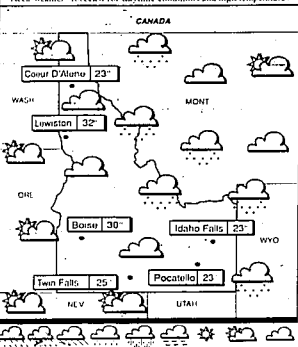 CANADA
Coeur D'Alene 23°
WASH
MONT
Lewiston 32°
ORE
Boise 30°
Idaho Falls 23°
WYO
Twin Falls 25°
Pocatello 23°
NEV
UTAH